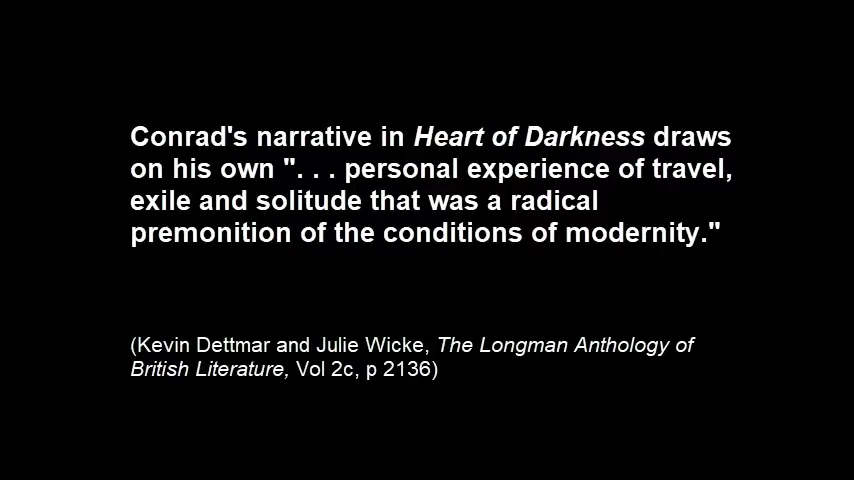 Conrad's narrative in Heart of Darkness draws
on his own ". . . personal experience of travel,
exile and solitude that was a radical
premonition of the conditions of modernity."
(Kevin Dettmar and Julie Wicke, The Longman Anthology of
British Literature, Vol 2c, p 2136)